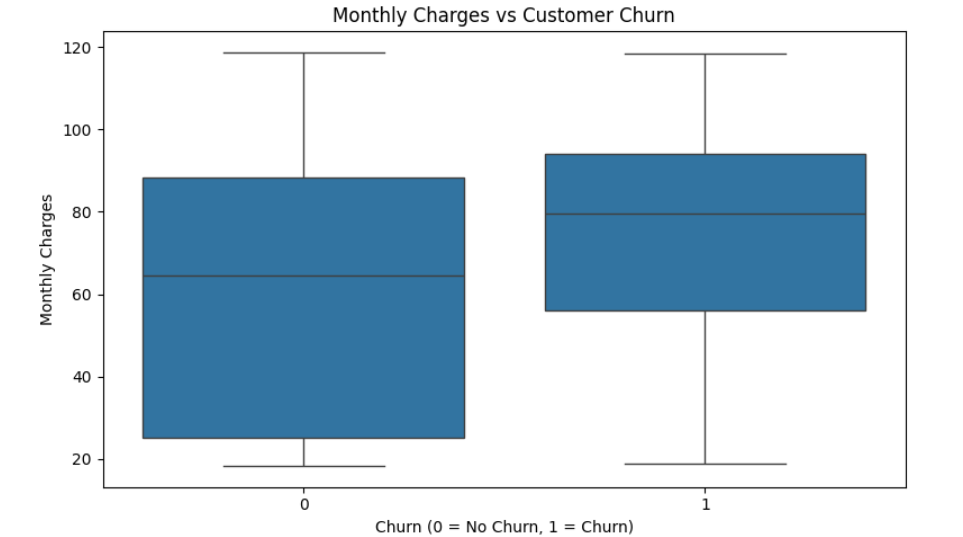 Monthly Charges vs Customer Churn
120
100
80
60
40
20
Monthly Charges
0
1
Churn (0 = No Churn, 1 = Churn)